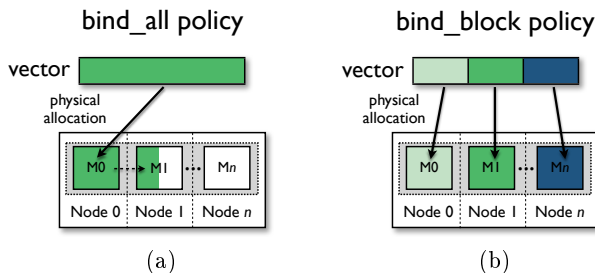 bind_all policy
vector
physical
allocation
M0 M1 ••• Mn
Node 0 Node 1 Node n
(a)
bind_block policy
vector
physical
allocation
M0 M1 ••• Mn
Node 0 Node 1 Node n
(b)